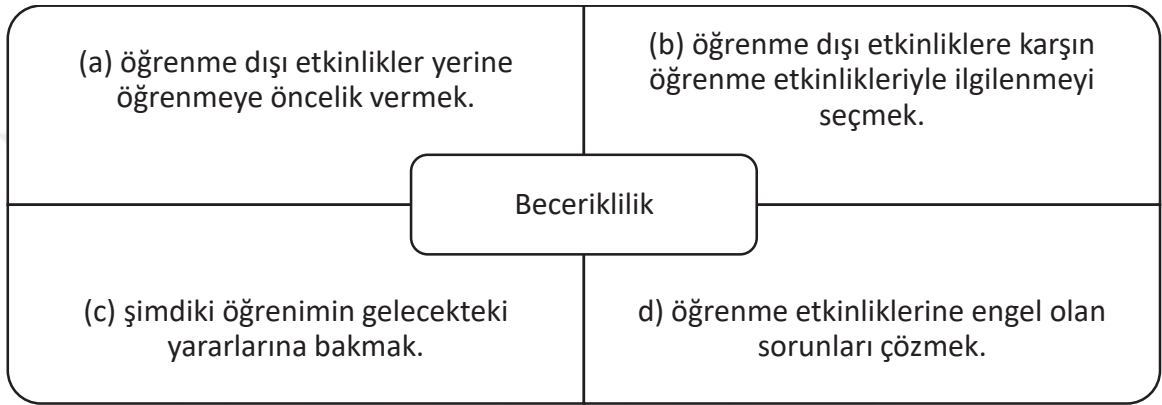 (a) öğrenme dışı etkinlikler yerine
öğrenmeye öncelik vermek.
(b) öğrenme dışı etkinliklere karşın
öğrenme etkinlikleriyle ilgilenmeyi
seçmek.
Beceriklilik
(c) şimdiki öğrenimin gelecekteki
yararlarına bakmak.
d) öğrenme etkinliklerine engel olan
sorunları çözmek.